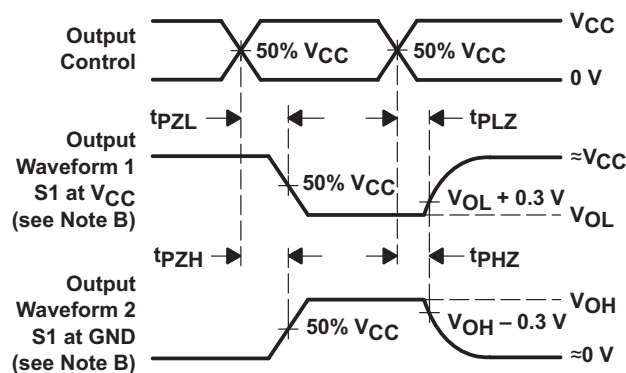 Output
Control
50% VCC
50% VCC
VCC
0 V
tPZL
tPLZ
Output
Waveform 1
S1 at VCC
(see Note B)
50% VCC
≈VCC
VOL + 0.3 V
VOL
tPZH
tPHZ
Output
Waveform 2
S1 at GND
(see Note B)
50% VCC
VOH
VOH – 0.3 V
≈0 V